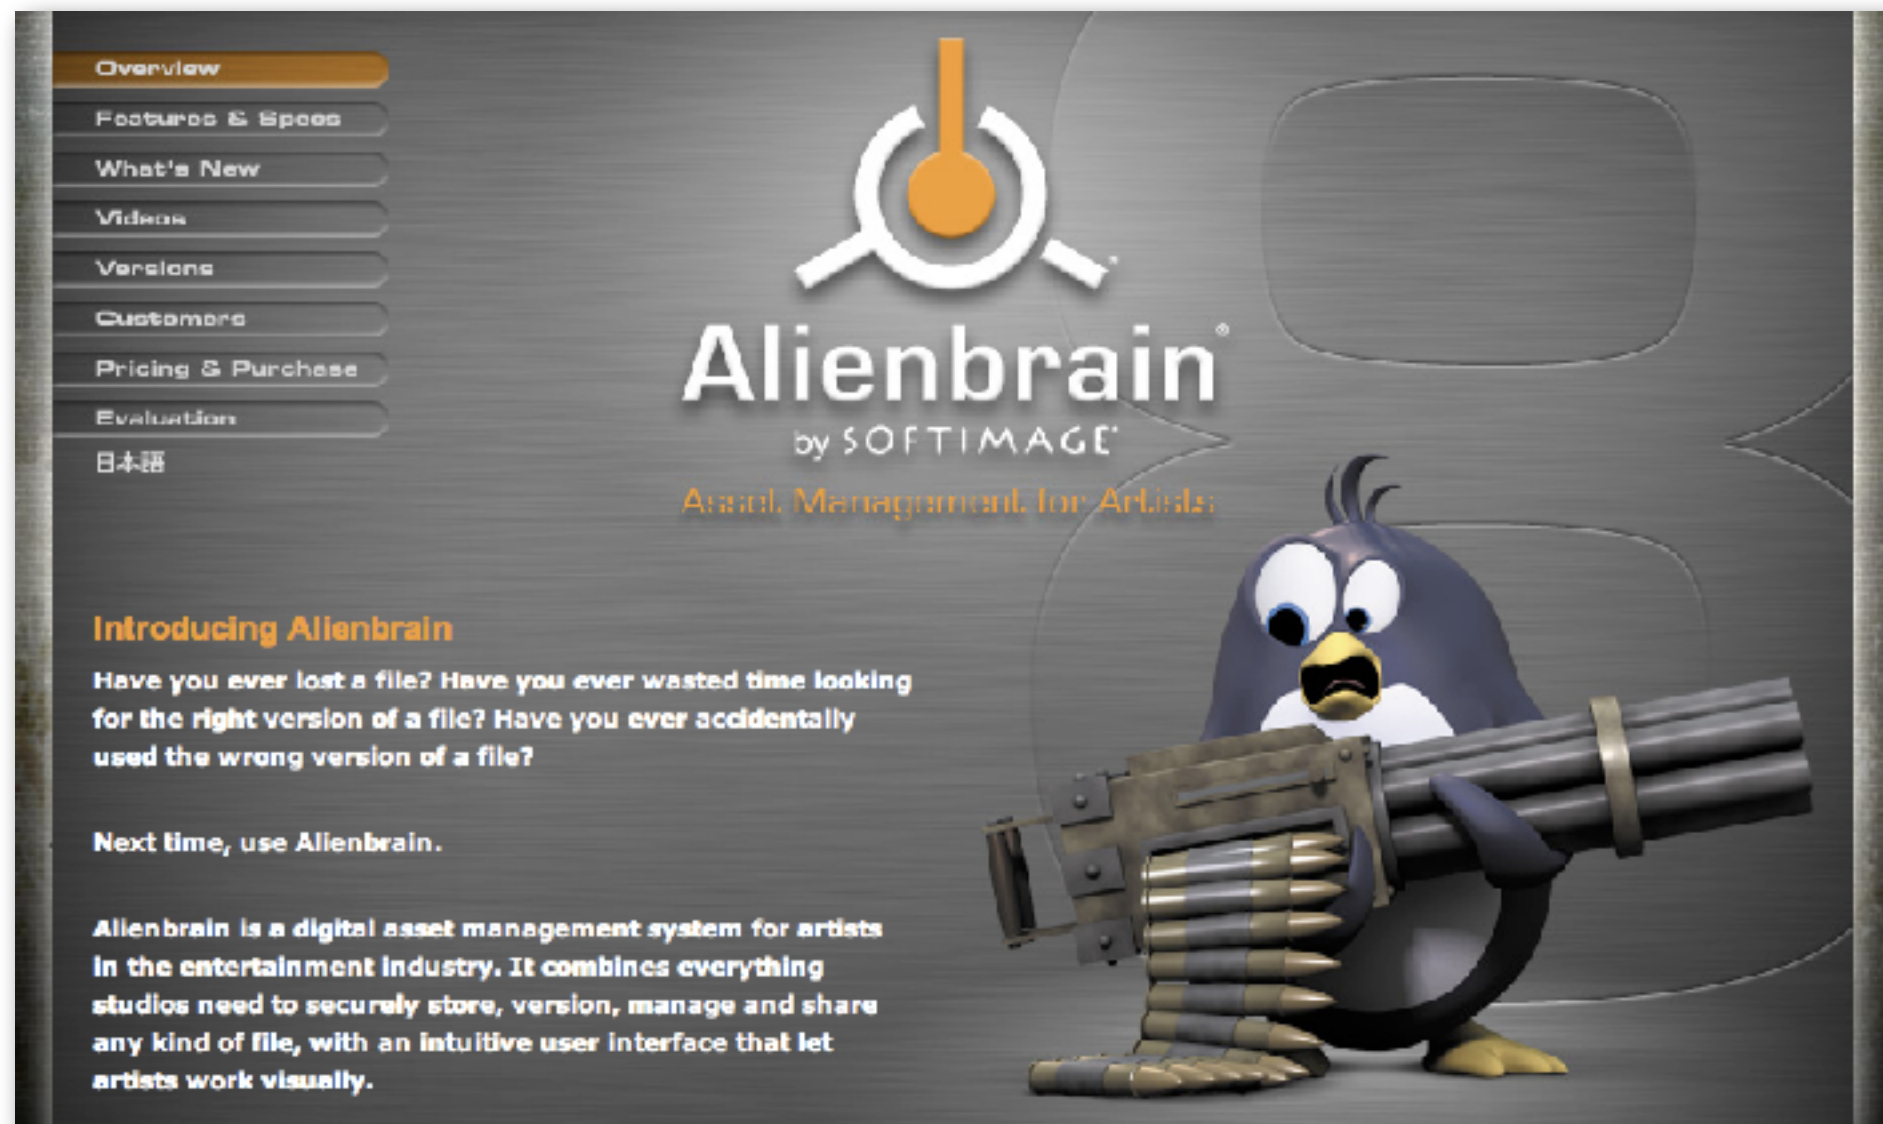 Overview
Features & Specs
What's New
Videos
Versions
Customers
Pricing & Purchase
Evaluation
日本語
Alienbrain®
by SOFTIMAGE
Asset Management for Artists
Introducing Alienbrain
Have you ever lost a file? Have you ever wasted time looking
for the right version of a file? Have you ever accidentally
used the wrong version of a file?
Next time, use Alienbrain.
Alienbrain is a digital asset management system for artists
in the entertainment industry. It combines everything
studios need to securely store, version, manage and share
any kind of file, with an intuitive user interface that let
artists work visually.